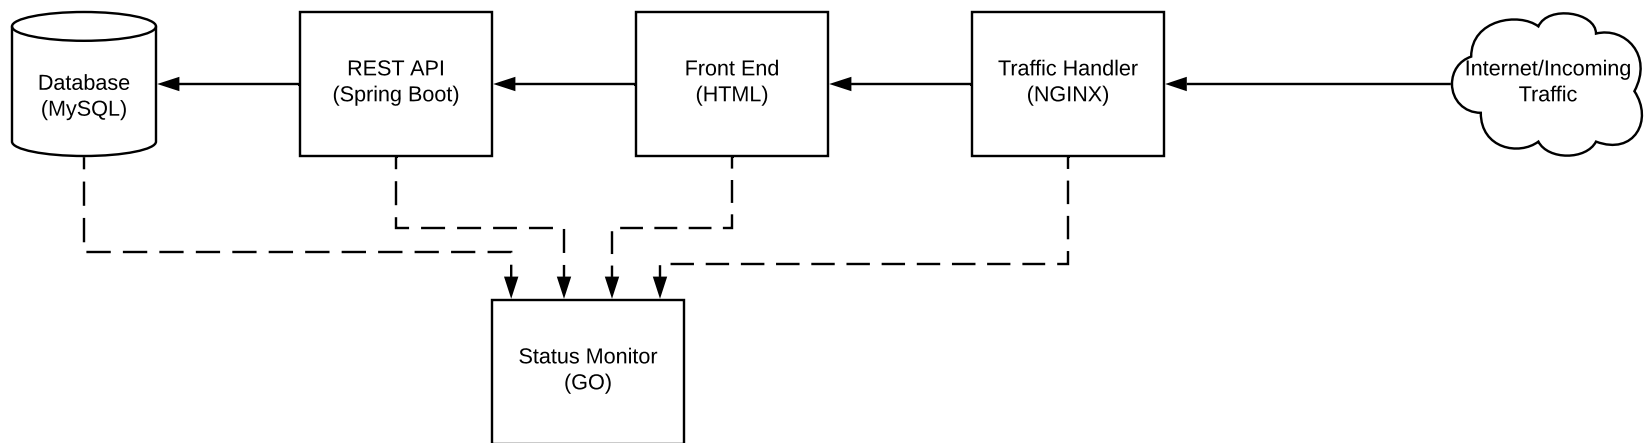 Database
(MySQL)
REST API
(Spring Boot)
Front End
(HTML)
Traffic Handler
(NGINX)
Internet/Incoming
Traffic
Status Monitor
(GO)